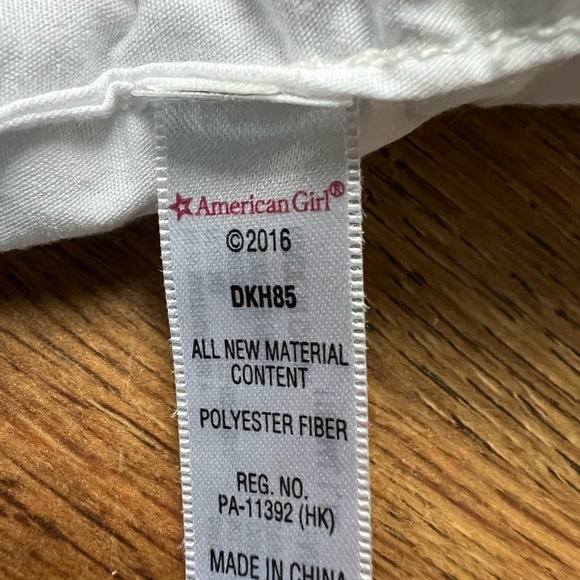 American Girl®
©2016
DKH85
ALL NEW MATERIAL
CONTENT
POLYESTER FIBER
REG. NO.
PA-11392 (HK)
MADE IN CHINA